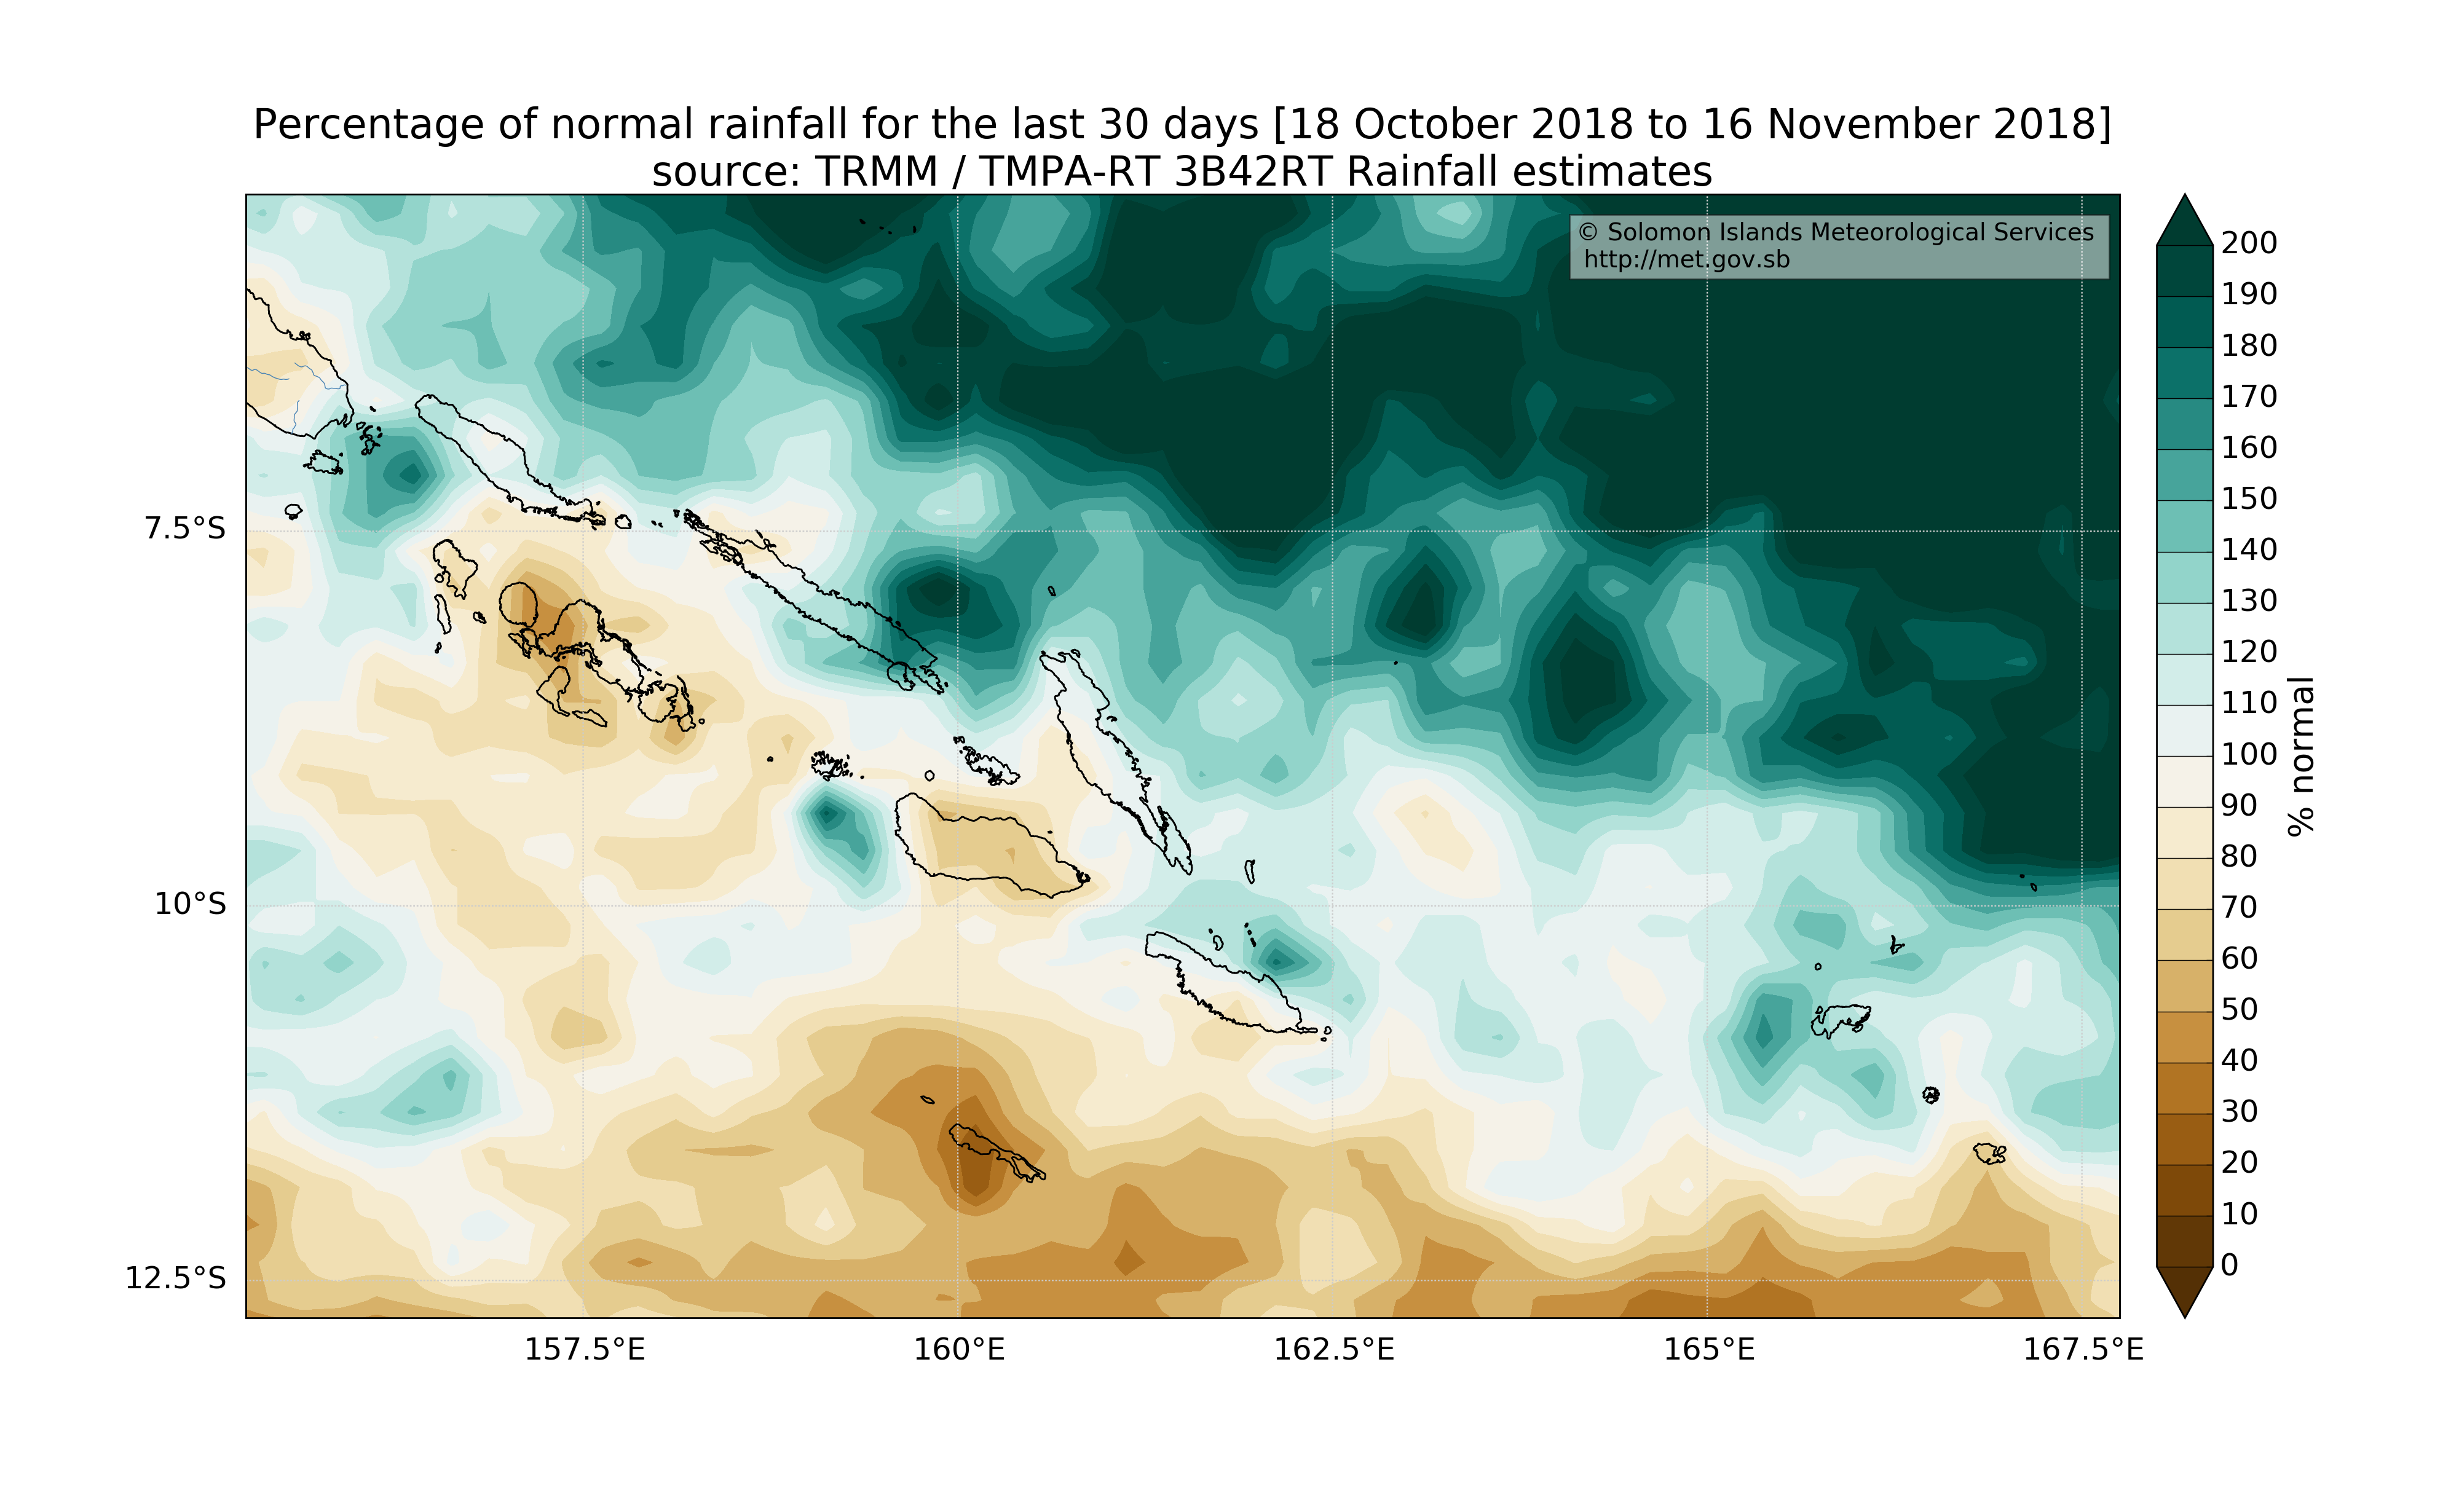 Percentage of normal rainfall for the last 30 days [18 October 2018 to 16 November 2018]
source: TRMM / TMPA-RT 3B42RT Rainfall estimates
© Solomon Islands Meteorological Services
http://met.gov.sb
7.5°S
10°S
12.5°S
157.5°E
160°E
162.5°E
165°E
167.5°E
200
190
180
170
160
150
140
130
120
110
100
90
80
70
60
50
40
30
20
10
0
% normal